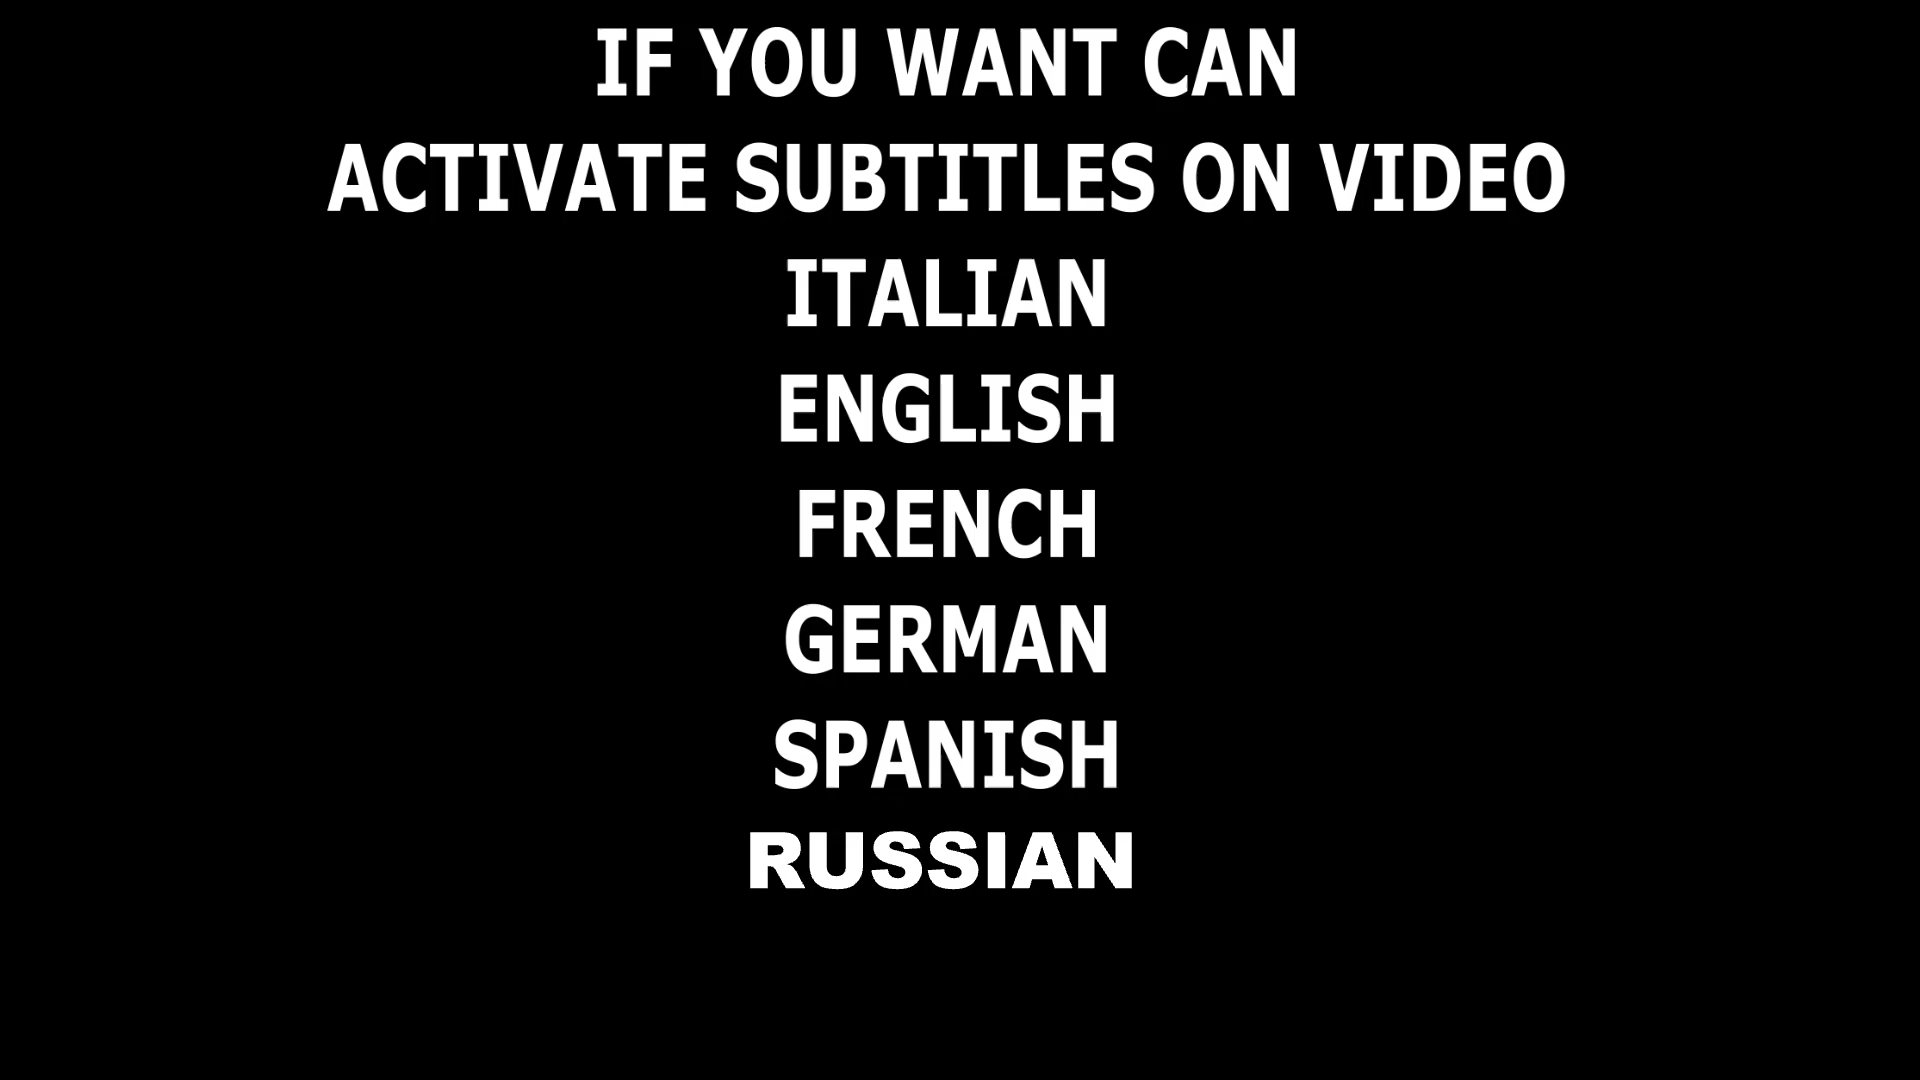 IF YOU WANT CAN
ACTIVATE SUBTITLES ON VIDEO
ITALIAN
ENGLISH
FRENCH
GERMAN
SPANISH
RUSSIAN